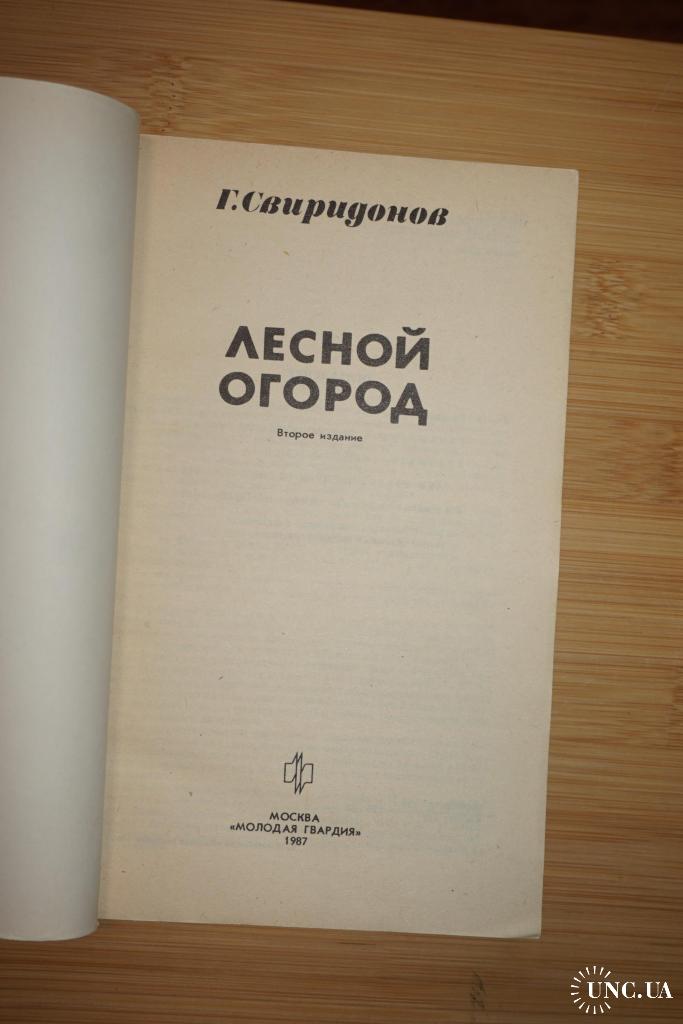 Г. Свиридонов
ЛЕСНОЙ
ОГОРОД
Второе издание
МОСКВА
«МОЛОДАЯ ГВАРДИЯ»
1987
UNC.UA